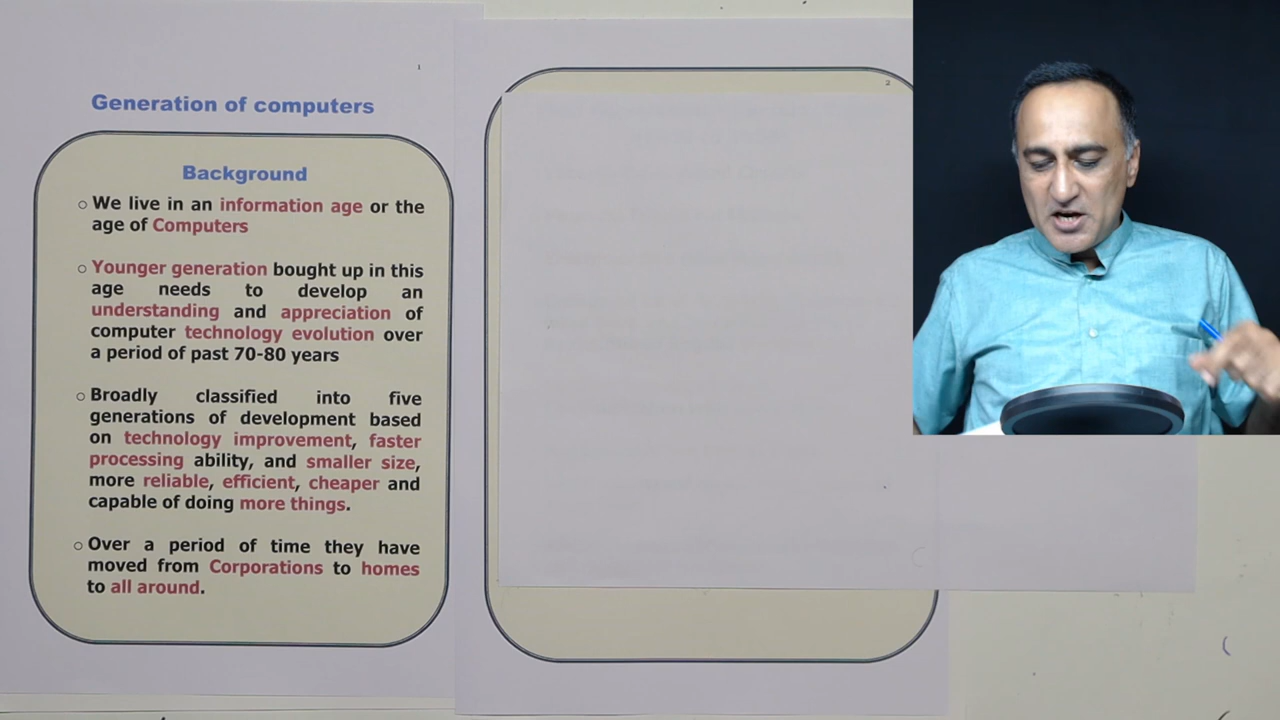 1
Generation of computers
Background
○ We live in an information age or the
age of Computers
○ Younger generation bought up in this
age needs to develop an
understanding and appreciation of
computer technology evolution over
a period of past 70-80 years
○ Broadly classified into five
generations of development based
on technology improvement, faster
processing ability, and smaller size,
more reliable, efficient, cheaper and
capable of doing more things.
○ Over a period of time they have
moved from Corporations to homes
to all around.
2